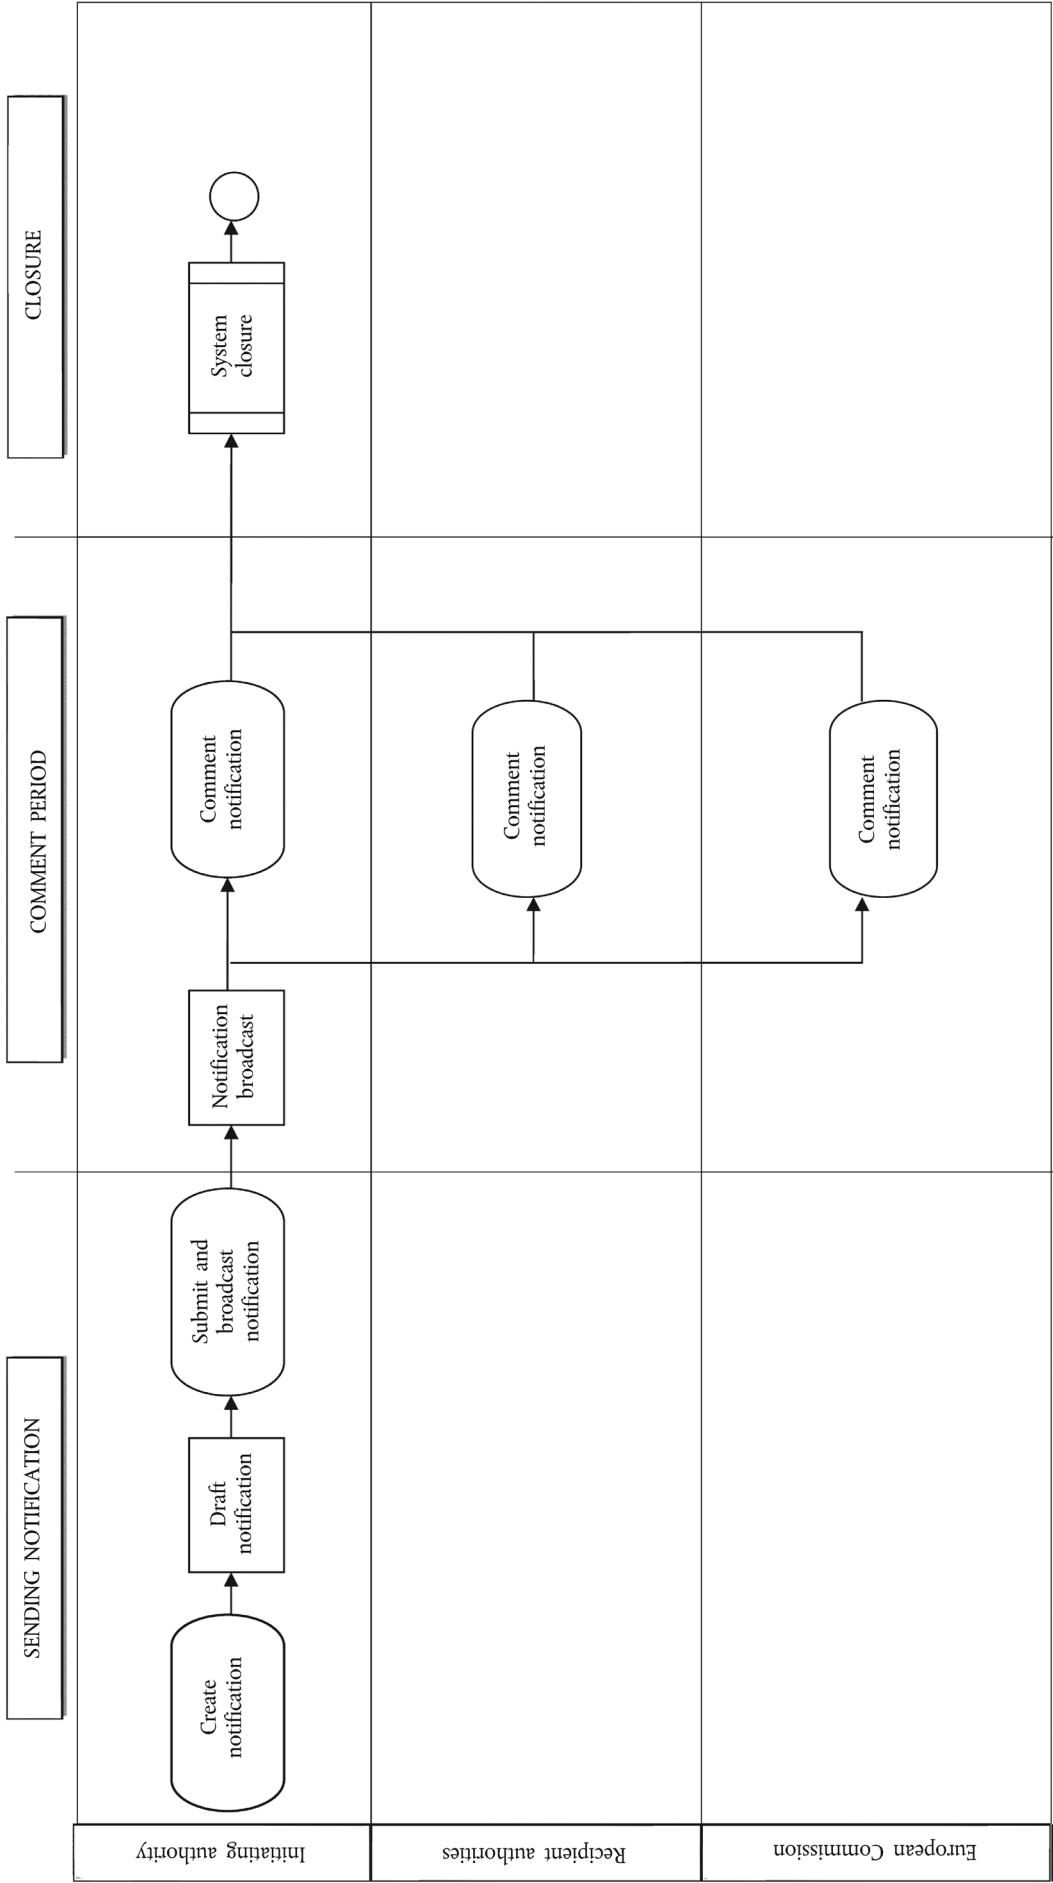 SENDING NOTIFICATION
COMMENT PERIOD
CLOSURE
Initiating authority
Create
notification
Draft
notification
Submit and
broadcast
notification
Notification
broadcast
Comment
notification
System
closure
Recipient authorities
Comment
notification
European Commission
Comment
notification